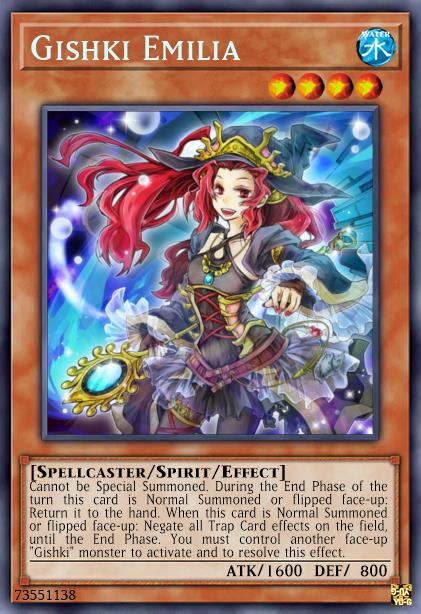 Gishki Emilia
WATER
水
[Spellcaster/Spirit/Effect]
Cannot be Special Summoned. During the End Phase of the
turn this card is Normal Summoned or flipped face-up:
Return it to the hand. When this card is Normal Summoned
or flipped face-up: Negate all Trap Card effects on the field,
until the End Phase. You must control another face-up
"Gishki" monster to activate and to resolve this effect.
ATK/1600 DEF/ 800
73551138